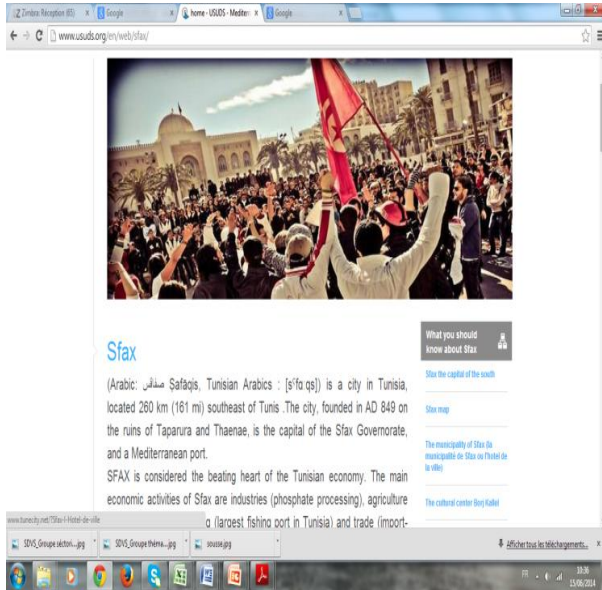 Zimbra: Réception (65)
Google
home - USUDS - Mediterr
Google
www.usuds.org/en/web/sfax/
Sfax
(Arabic: صفاقس Ṣafāqis, Tunisian Arabics : [sˤfɑːqɪs]) is a city in Tunisia,
located 260 km (161 mi) southeast of Tunis .The city, founded in AD 849 on
the ruins of Taparura and Thaenae, is the capital of the Sfax Governorate,
and a Mediterranean port.
SFAX is considered the beating heart of the Tunisian economy. The main
economic activities of Sfax are industries (phosphate processing), agriculture
g (largest fishing port in Tunisia) and trade (import-
What you should
know about Sfax
Sfax the capital of the south
Sfax map
The municipality of Sfax (la
municipalité de Sfax ou l'hotel de
la ville)
The cultural center Borj Kallel
www.tunecity.net/?Sfax-l-Hotel-de-ville
SDVS_Groupe séctori...jpg
SDVS_Groupe thème...jpg
sousse.jpg
Afficher tous les téléchargements...
FR
10:36
15/06/2014